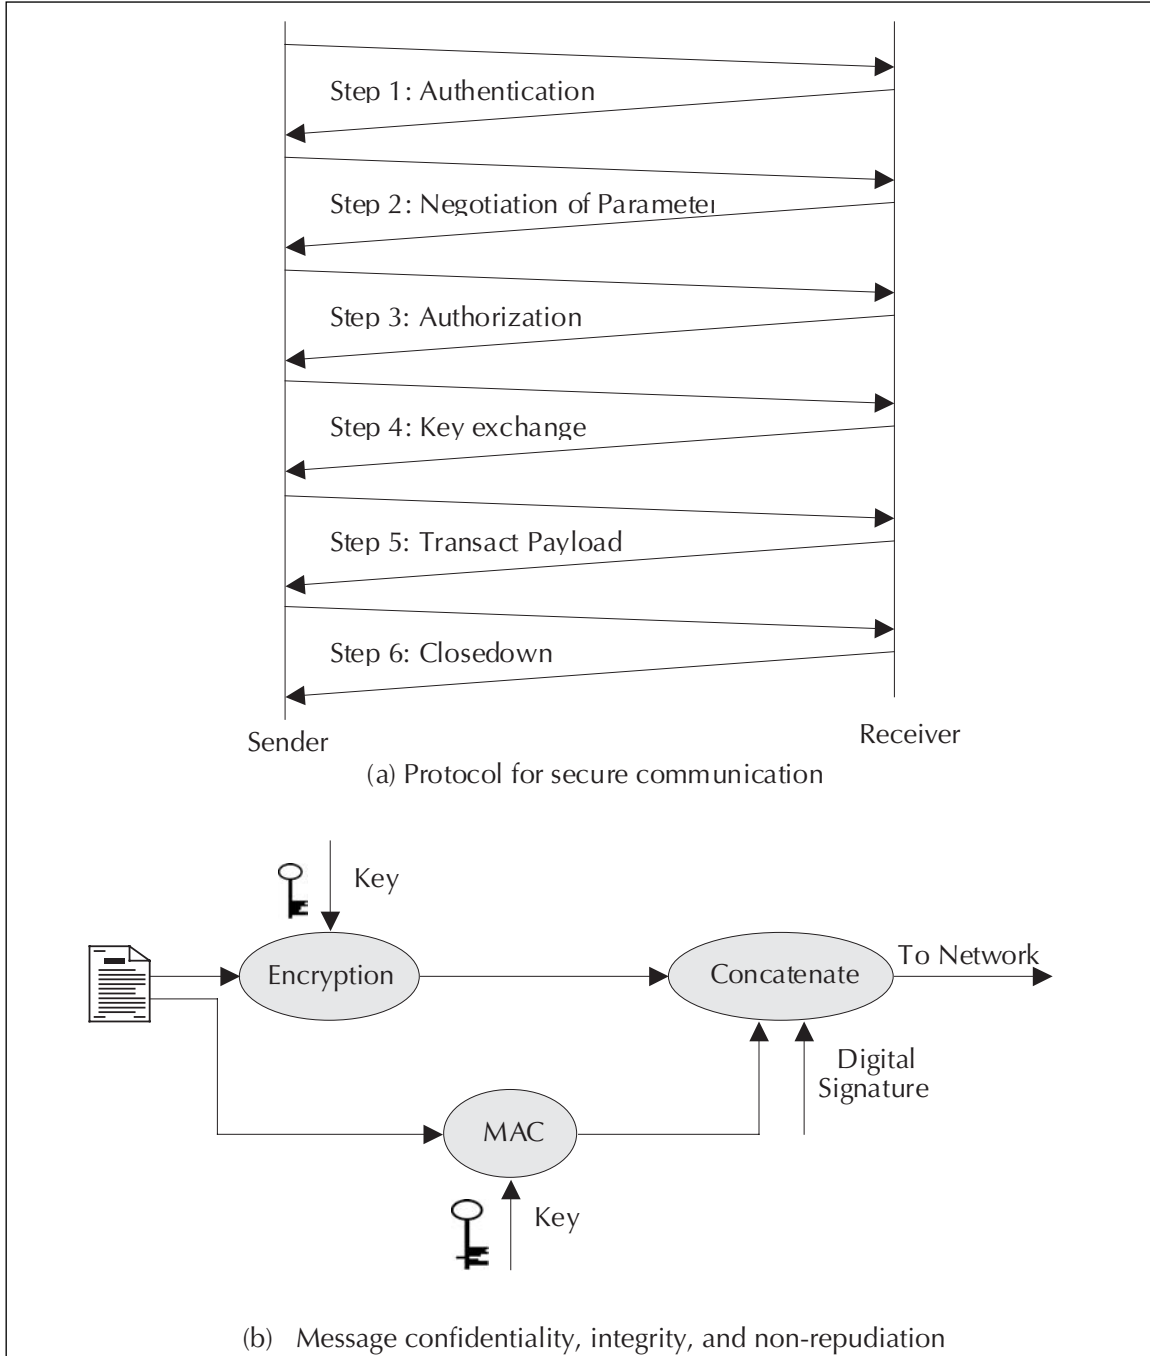 Step 1: Authentication
Step 2: Negotiation of Parameter
Step 3: Authorization
Step 4: Key exchange
Step 5: Transact Payload
Step 6: Closedown
Sender
Receiver
(a) Protocol for secure communication
Key
Encryption
Concatenate
To Network
Digital
Signature
MAC
Key
(b) Message confidentiality, integrity, and non-repudiation